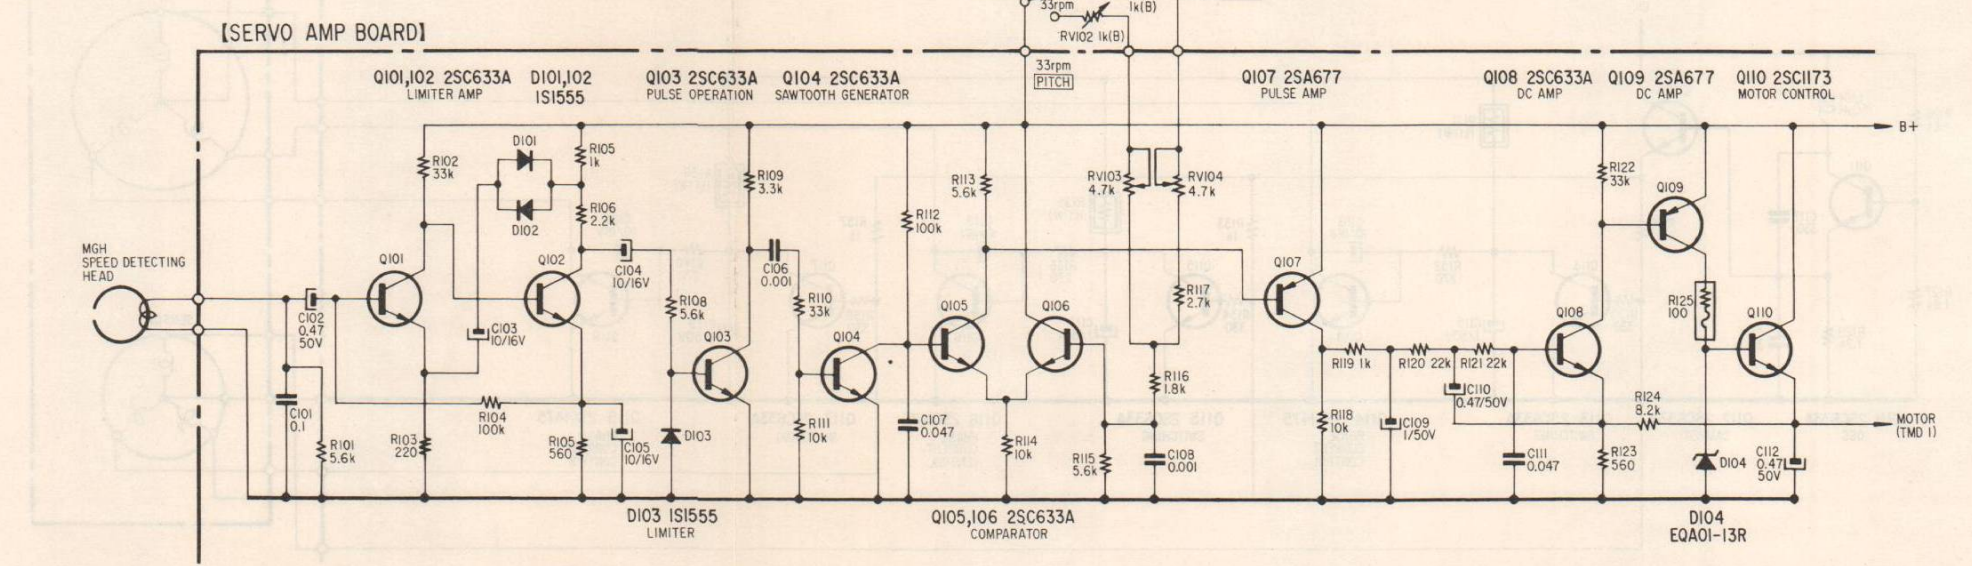 33rpm
1k(B)
RV102 1k(B)
【SERVO AMP BOARD】
33rpm
PITCH
Q101,102 2SC633A
LIMITER AMP
D101,102
1S1555
Q103 2SC633A
PULSE OPERATION
Q104 2SC633A
SAWTOOTH GENERATOR
Q107 2SA677
PULSE AMP
Q108 2SC633A
DC AMP
Q109 2SA677
DC AMP
Q110 2SC1173
MOTOR CONTROL
B+
D101
R105
1k
R102
33k
R106
2.2k
D102
R109
3.3k
R113
5.6k
R112
100k
RV103
4.7k
RV104
4.7k
R122
33k
Q109
MGH
SPEED DETECTING
HEAD
Q101
Q102
C104
10/16V
C106
0.001
Q107
R117
2.7k
R108
5.6k
R110
33k
R125
100
C102
0.47
50V
C103
10/16V
Q103
Q104
Q105
Q106
Q108
Q110
R119 1k
R120 22k
R121 22k
R116
1.8k
C110
0.47/50V
C101
0.1
R104
100k
R101
5.6k
R103
220
R105
560
C105
10/16V
D103
R111
10k
C107
0.047
R114
10k
R115
5.6k
C108
0.001
R118
10k
C109
1/50V
R124
8.2k
C111
0.047
R123
560
D104
C112
0.47
50V
MOTOR
(TMD 1)
D103 1S1555
LIMITER
Q105,106 2SC633A
COMPARATOR
D104
EQA01-13R